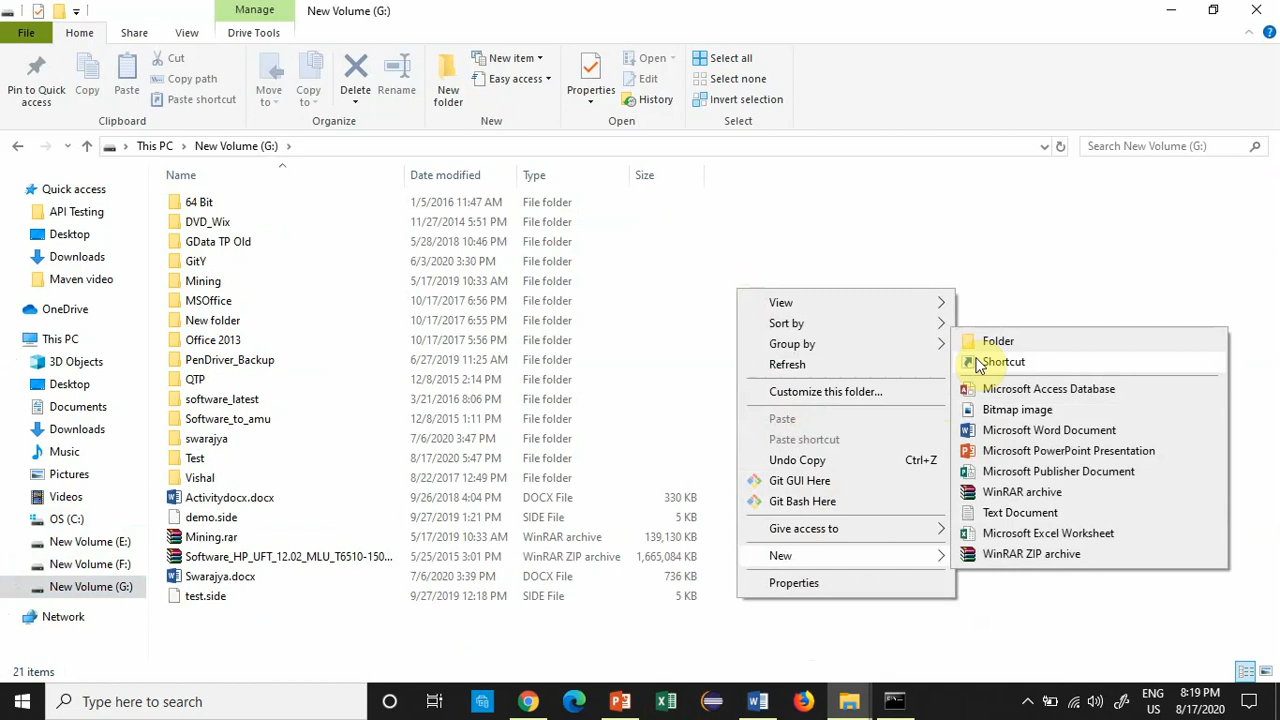 Manage New Volume (G:)
File Home Share View Drive Tools
Pin to Quick access
Copy
Paste
Cut
Copy path
Paste shortcut
Clipboard
Move to
Copy to
Delete
Rename
Organize
New folder
New item
Easy access
New
Properties
Open
Edit
History
Open
Select all
Select none
Invert selection
Select
This PC New Volume (G:) Search New Volume (G:)
Quick access
API Testing
Desktop
Downloads
Maven video
OneDrive
This PC
3D Objects
Desktop
Documents
Downloads
Music
Pictures
Videos
OS (C:)
New Volume (E:)
New Volume (F:)
New Volume (G:)
Network
Name Date modified Type Size
64 Bit 1/5/2016 11:47 AM File folder
DVD_Wix 11/27/2014 5:51 PM File folder
GData TP Old 5/28/2018 10:46 PM File folder
GitY 6/3/2020 3:30 PM File folder
Mining 5/17/2019 10:33 AM File folder
MSOffice 10/17/2017 6:56 PM File folder
New folder 10/17/2017 6:55 PM File folder
Office 2013 10/17/2017 6:56 PM File folder
PenDriver_Backup 6/27/2019 11:25 AM File folder
QTP 12/8/2015 2:14 PM File folder
software_latest 3/21/2016 8:06 PM File folder
Software_to_amu 12/8/2015 1:11 PM File folder
swarajya 7/6/2020 3:47 PM File folder
Test 8/17/2020 5:47 PM File folder
Vishal 8/22/2017 12:48 PM File folder
Activitydocx.docx 9/26/2018 4:04 PM DOCX File 330 KB
demo.side 9/27/2019 1:21 PM SIDE File 5 KB
Mining.rar 5/17/2019 10:33 AM WinRAR archive 139,130 KB
Software_HP_UFT_12.02_MLU_T6510-150... 5/25/2015 3:01 PM WinRAR ZIP archive 1,665,084 KB
Swarajya.docx 7/6/2020 3:39 PM DOCX File 736 KB
test.side 9/27/2019 12:18 PM SIDE File 5 KB
View
Sort by
Group by
Refresh
Customize this folder...
Paste
Paste shortcut
Undo Copy Ctrl+Z
Git GUI Here
Git Bash Here
Give access to
New
Properties
Folder
Shortcut
Microsoft Access Database
Bitmap image
Microsoft Word Document
Microsoft PowerPoint Presentation
Microsoft Publisher Document
WinRAR archive
Text Document
Microsoft Excel Worksheet
WinRAR ZIP archive
21 items
Type here to search
ENG
US
8:19 PM
8/17/2020